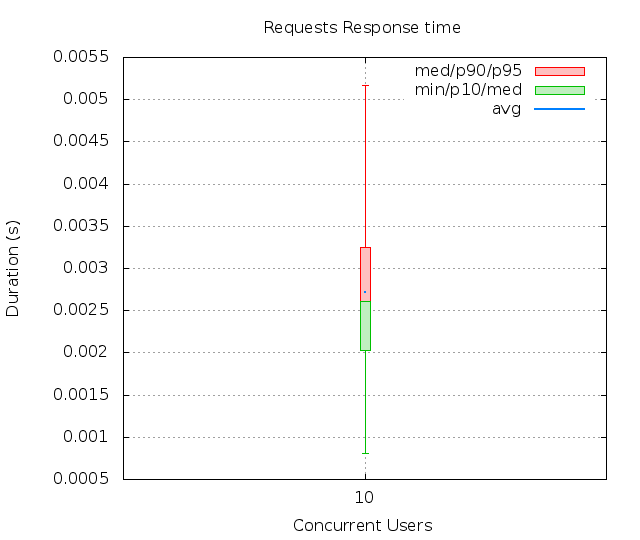 Requests Response time
0.0055
0.005
0.0045
0.004
0.0035
0.003
0.0025
0.002
0.0015
0.001
0.0005
Duration (s)
med/p90/p95
min/p10/med
avg
10
Concurrent Users